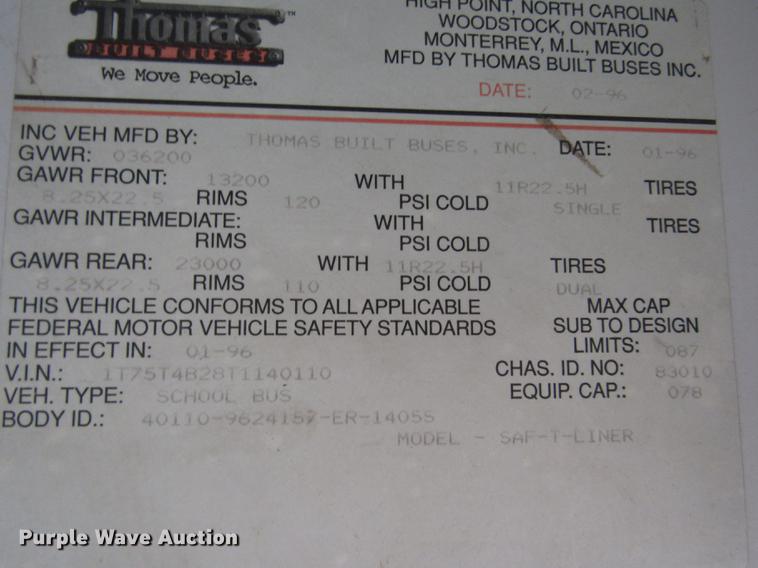 Thomas™
BUILT BUSES
We Move People.
HIGH POINT, NORTH CAROLINA
WOODSTOCK, ONTARIO
MONTERREY, M.L., MEXICO
MFD BY THOMAS BUILT BUSES INC.
DATE: 02-96
INC VEH MFD BY: THOMAS BUILT BUSES, INC. DATE: 01-96
GVWR: 036200
GAWR FRONT: 13200 WITH 11R22.5H TIRES
8.25X22.5 RIMS 120 PSI COLD SINGLE
GAWR INTERMEDIATE: WITH TIRES
RIMS PSI COLD
GAWR REAR: 23000 WITH 11R22.5H TIRES
8.25X22.5 RIMS 110 PSI COLD DUAL
THIS VEHICLE CONFORMS TO ALL APPLICABLE MAX CAP
FEDERAL MOTOR VEHICLE SAFETY STANDARDS SUB TO DESIGN
IN EFFECT IN: 01-96 LIMITS: 087
V.I.N.: 1T75T4B28T1140110 CHAS. ID. NO: 83010
VEH. TYPE: SCHOOL BUS EQUIP. CAP.: 078
BODY ID.: 40110-9624157-ER-1405S
MODEL - SAF-T-LINER
Purple Wave Auction